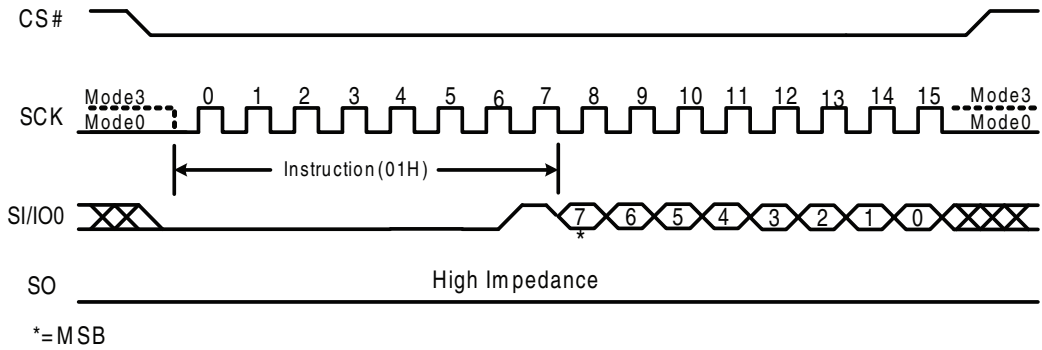 CS#
0 1 2 3 4 5 6 7 8 9 10 11 12 13 14 15
Mode3 Mode3
SCK
Mode0 Mode0
Instruction(01H)
SI/IO0 7 6 5 4 3 2 1 0
*
SO High Impedance
*=MSB